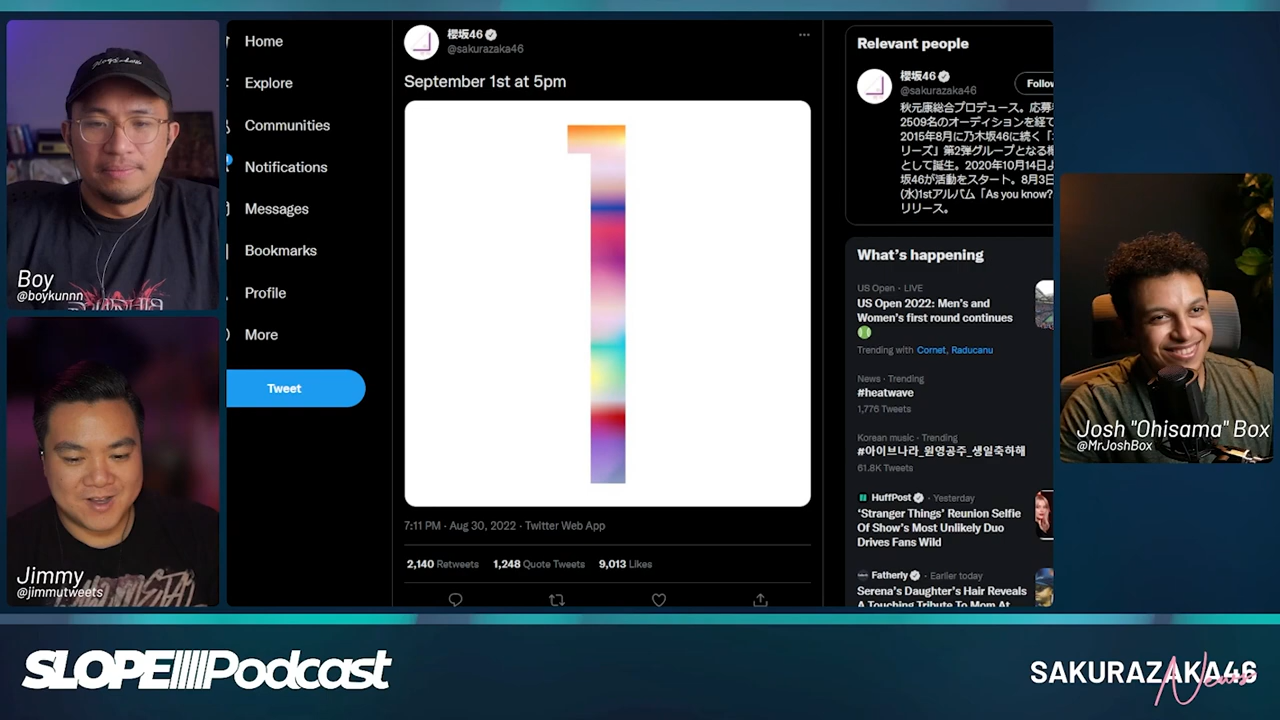 Boy
@boykunnn
Jimmy
@jimmutweets
Home
Explore
Communities
Notifications
Messages
Bookmarks
Profile
More
Tweet
櫻坂46
@sakurazaka46
September 1st at 5pm
1
7:11 PM · Aug 30, 2022 · Twitter Web App
2,140 Retweets 1,248 Quote Tweets 9,013 Likes
Relevant people
櫻坂46
@sakurazaka46
Follow
秋元康総合プロデュース。応募
2509名のオーディションを経て
2015年8月に乃木坂46に続く「
リーズ」第2弾グループとなる
として誕生。2020年10月14日よ
坂46が活動をスタート。8月3日
(水)1stアルバム「As you know?
リリース。
What's happening
US Open · LIVE
US Open 2022: Men's and
Women's first round continues
Trending with Cornet, Raducanu
News · Trending
#heatwave
1,776 Tweets
Korean music · Trending
#아이브나라_원영공주_생일축하해
61.8K Tweets
HuffPost · Yesterday
'Stranger Things' Reunion Selfie
Of Show's Most Unlikely Duo
Drives Fans Wild
Fatherly · Earlier today
Serena's Daughter's Hair Reveals
A Touching Tribute To Mom At
Josh "Ohisama" Box
@MrJoshBox
SLOPE Podcast
SAKURAZAKA46
News